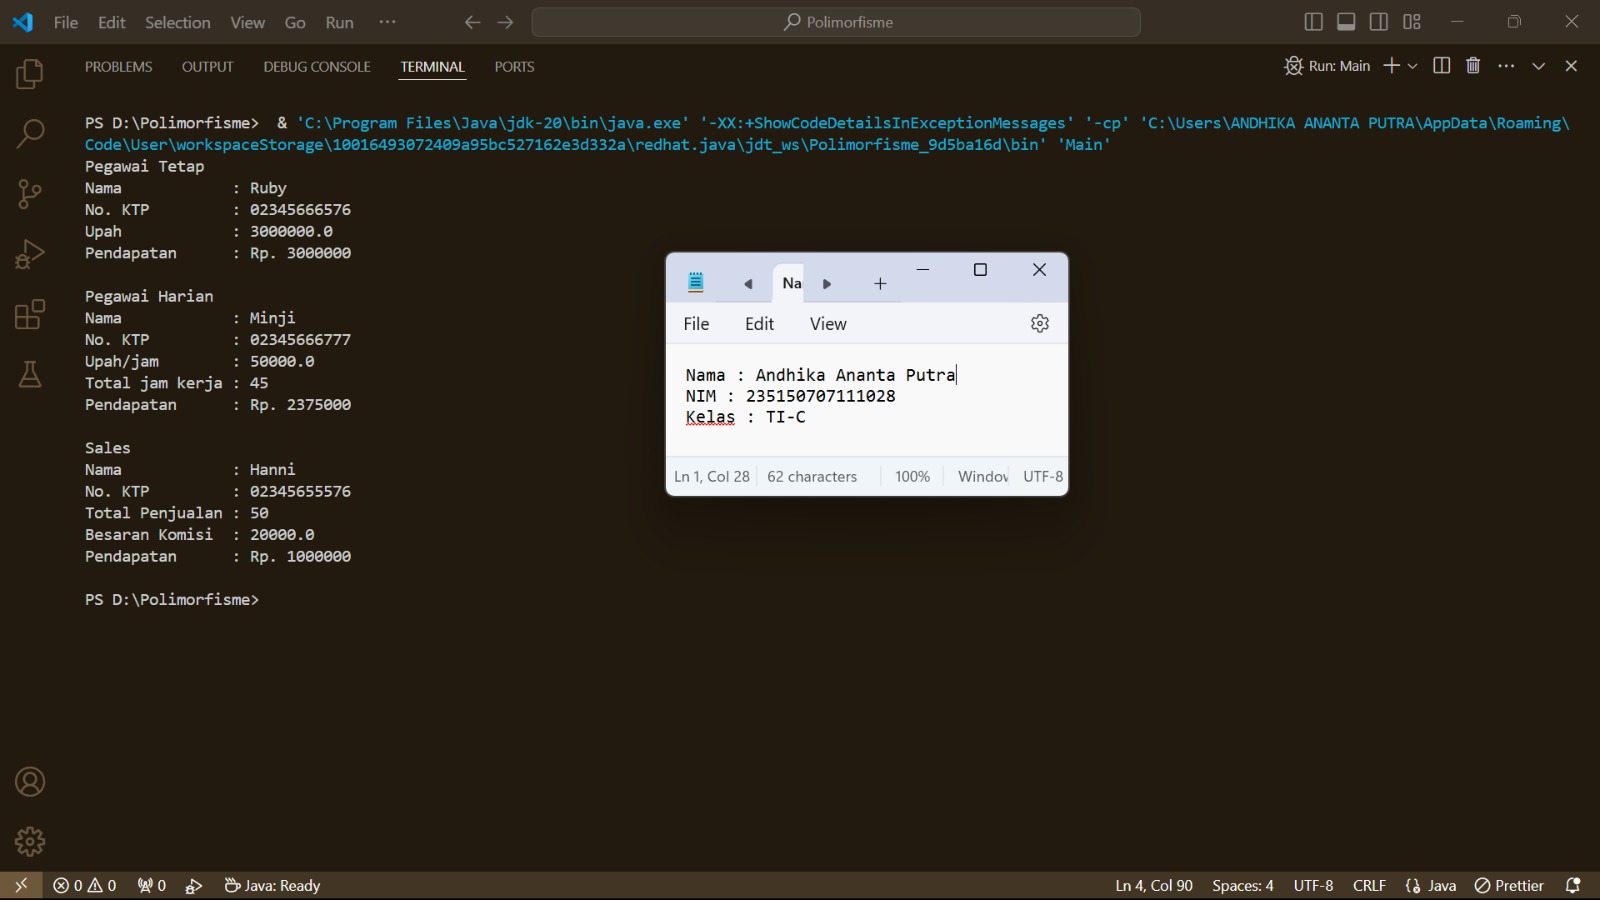 File Edit Selection View Go Run ··· Polimorfisme
PROBLEMS OUTPUT DEBUG CONSOLE TERMINAL PORTS Run: Main
PS D:\Polimorfisme>  & 'C:\Program Files\Java\jdk-20\bin\java.exe' '-XX:+ShowCodeDetailsInExceptionMessages' '-cp' 'C:\Users\ANDHIKA ANANTA PUTRA\AppData\Roaming\
Code\User\workspaceStorage\10016493072409a95bc527162e3d332a\redhat.java\jdt_ws\Polimorfisme_9d5ba16d\bin' 'Main'
Pegawai Tetap
Nama : Ruby
No. KTP : 02345666576
Upah : 3000000.0
Pendapatan : Rp. 3000000
Pegawai Harian
Nama : Minji
No. KTP : 02345666777
Upah/jam : 50000.0
Total jam kerja : 45
Pendapatan : Rp. 2375000
Sales
Nama : Hanni
No. KTP : 02345655576
Total Penjualan : 50
Besaran Komisi : 20000.0
Pendapatan : Rp. 1000000
PS D:\Polimorfisme>
Na
File Edit View
Nama : Andhika Ananta Putra
NIM : 235150707111028
Kelas : TI-C
Ln 1, Col 28 62 characters 100% Window UTF-8
0 0 0 Java: Ready Ln 4, Col 90 Spaces: 4 UTF-8 CRLF Java Prettier